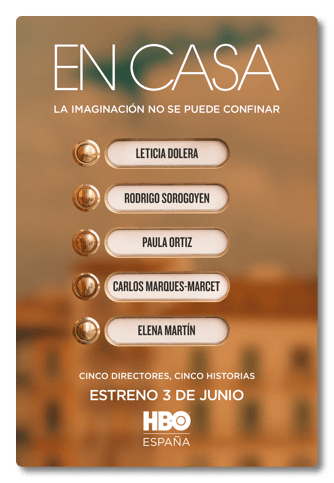 EN CASA
LA IMAGINACIÓN NO SE PUEDE CONFINAR
LETICIA DOLERA
RODRIGO SOROGOYEN
PAULA ORTIZ
CARLOS MARQUES-MARCET
ELENA MARTÍN
CINCO DIRECTORES, CINCO HISTORIAS
ESTRENO 3 DE JUNIO
HBO
ESPAÑA